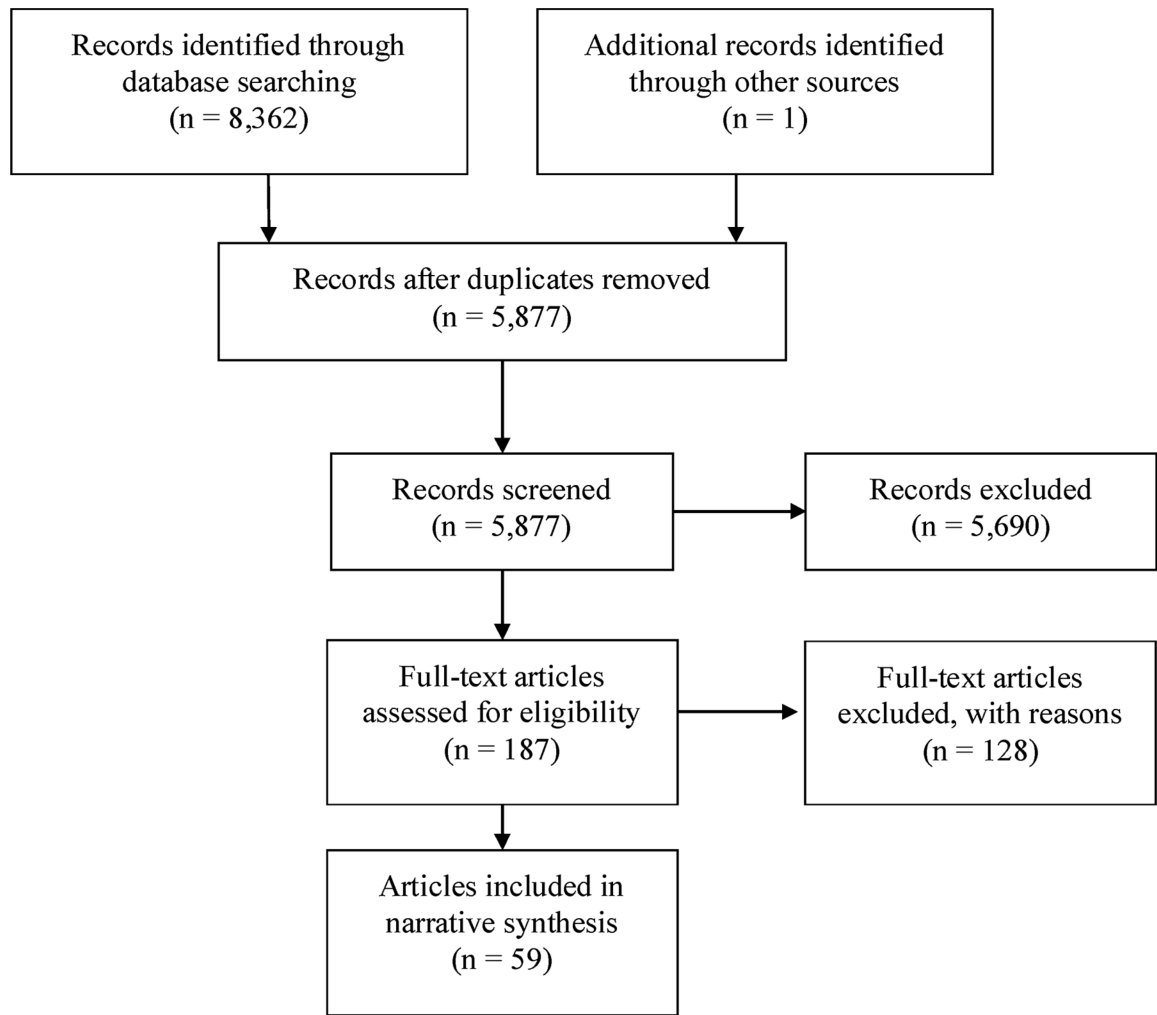 Records identified through
database searching
(n = 8,362)
Additional records identified
through other sources
(n = 1)
Records after duplicates removed
(n = 5,877)
Records screened
(n = 5,877)
Records excluded
(n = 5,690)
Full-text articles
assessed for eligibility
(n = 187)
Full-text articles
excluded, with reasons
(n = 128)
Articles included in
narrative synthesis
(n = 59)